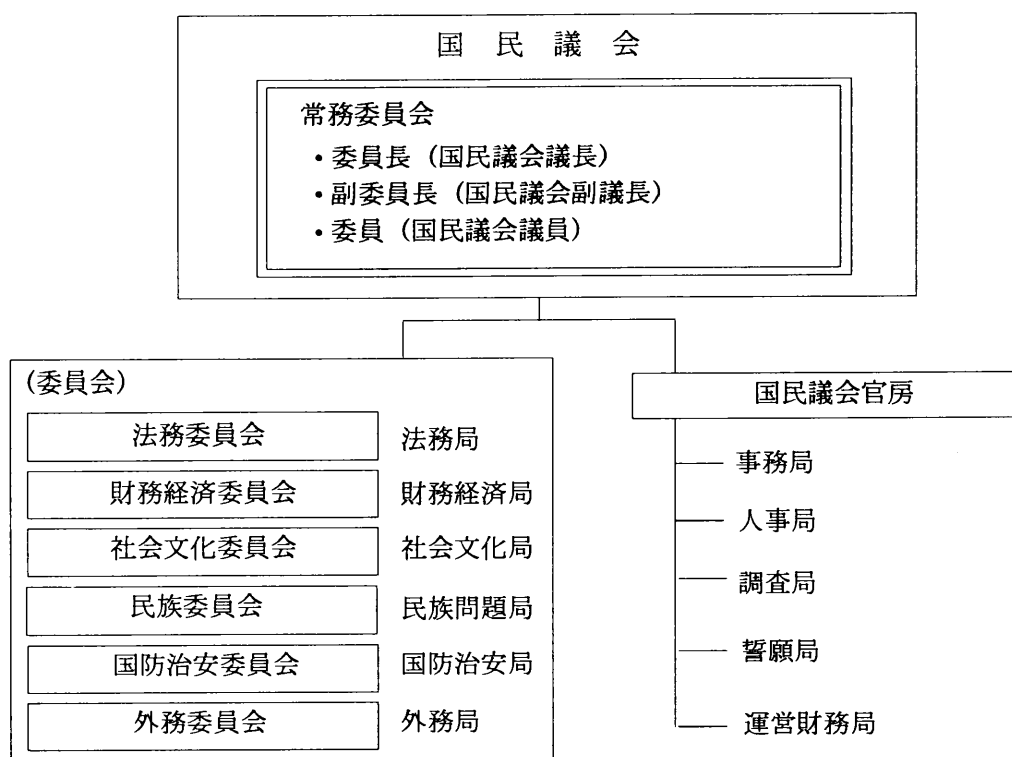 国民議会
常務委員会
・委員長（国民議会議長）
・副委員長（国民議会副議長）
・委員（国民議会議員）
(委員会)
法務委員会 法務局
財務経済委員会 財務経済局
社会文化委員会 社会文化局
民族委員会 民族問題局
国防治安委員会 国防治安局
外務委員会 外務局
国民議会官房
事務局
人事局
調査局
誓願局
運営財務局